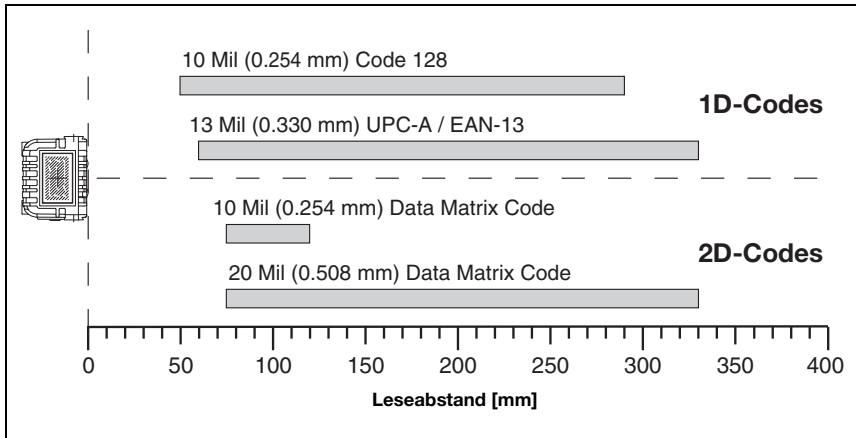 10 Mil (0.254 mm) Code 128
1D-Codes
13 Mil (0.330 mm) UPC-A / EAN-13
10 Mil (0.254 mm) Data Matrix Code
2D-Codes
20 Mil (0.508 mm) Data Matrix Code
0 50 100 150 200 250 300 350 400
Leseabstand [mm]